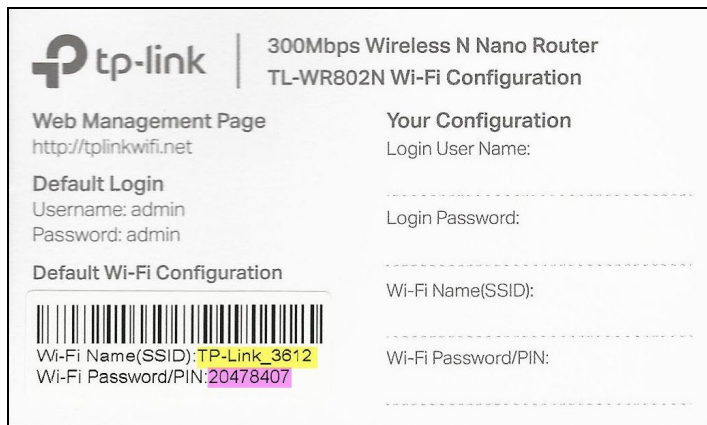 tp-link
300Mbps Wireless N Nano Router
TL-WR802N Wi-Fi Configuration
Web Management Page
http://tplinkwifi.net
Default Login
Username: admin
Password: admin
Default Wi-Fi Configuration
Wi-Fi Name(SSID):TP-Link_3612
Wi-Fi Password/PIN:20478407
Your Configuration
Login User Name:
Login Password:
Wi-Fi Name(SSID):
Wi-Fi Password/PIN: